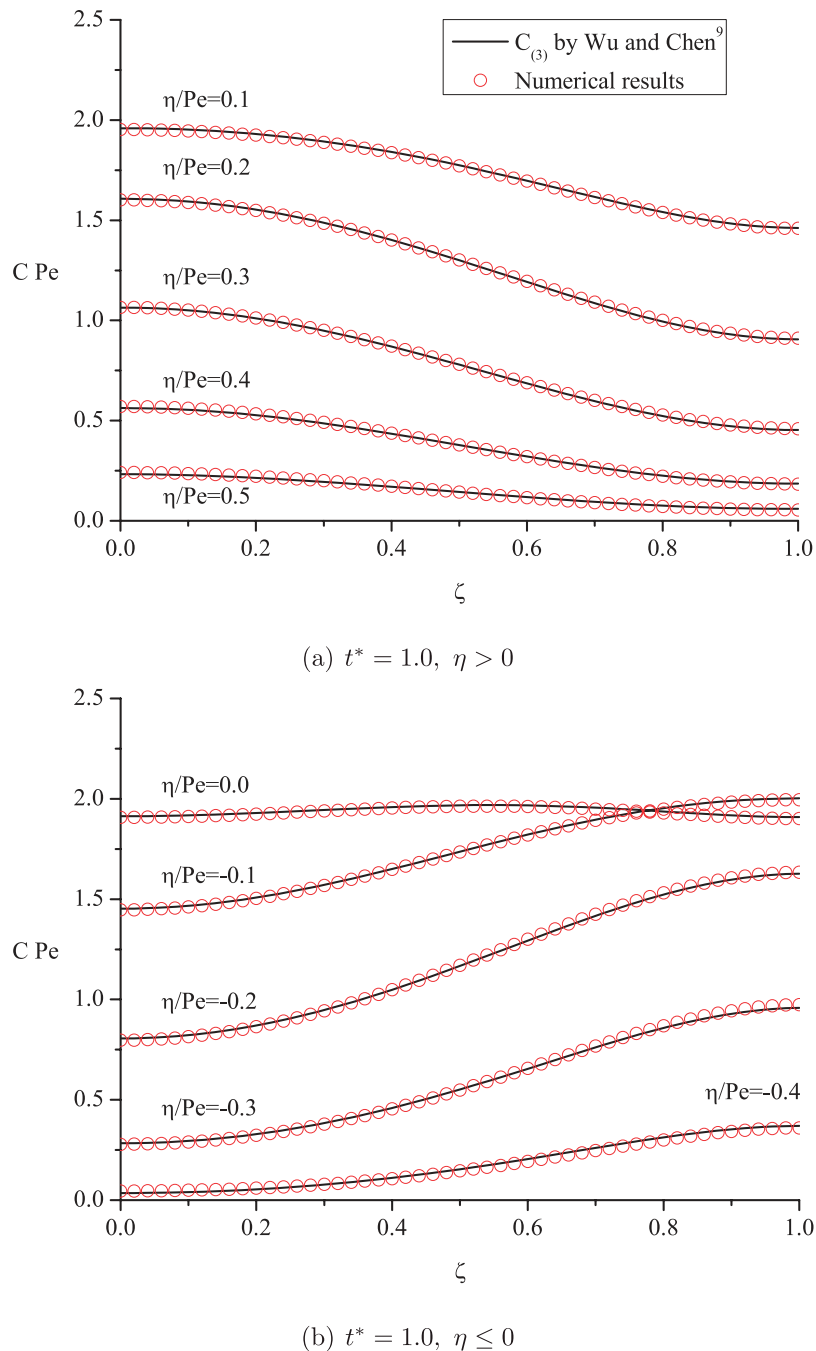 2.5
C(3) by Wu and Chen9
Numerical results
η/Pe=0.1
2.0
η/Pe=0.2
1.5
η/Pe=0.3
C Pe
1.0
η/Pe=0.4
0.5
η/Pe=0.5
0.0
0.0 0.2 0.4 0.6 0.8 1.0
ζ
(a) t* = 1.0, η > 0
2.5
η/Pe=0.0
2.0
η/Pe=-0.1
1.5
C Pe
1.0
η/Pe=-0.2
η/Pe=-0.3
η/Pe=-0.4
0.5
0.0
0.0 0.2 0.4 0.6 0.8 1.0
ζ
(b) t* = 1.0, η ≤ 0